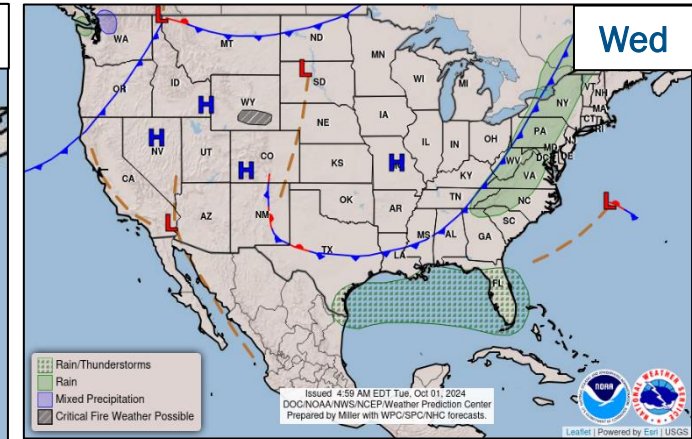 Wed
L
WA
MT
ND
MN
OR
ID
L
SD
WI
MI
H
WY
NY
VT
NH
MA
CT
RI
H
NV
UT
H
CO
NE
IA
IL
IN
OH
PA
NJ
MD
DE
DC
WV
VA
CA
KS
H
KY
L
AZ
NM
OK
AR
TN
NC
SC
L
TX
LA
MS
AL
GA
FL
Rain/Thunderstorms
Rain
Mixed Precipitation
Critical Fire Weather Possible
Issued 4:59 AM EDT Tue, Oct 01, 2024
DOC/NOAA/NWS/NCEP/Weather Prediction Center
Prepared by Miller with WPC/SPC/NHC forecasts.
NOAA
Leaflet | Powered by Esri | USGS